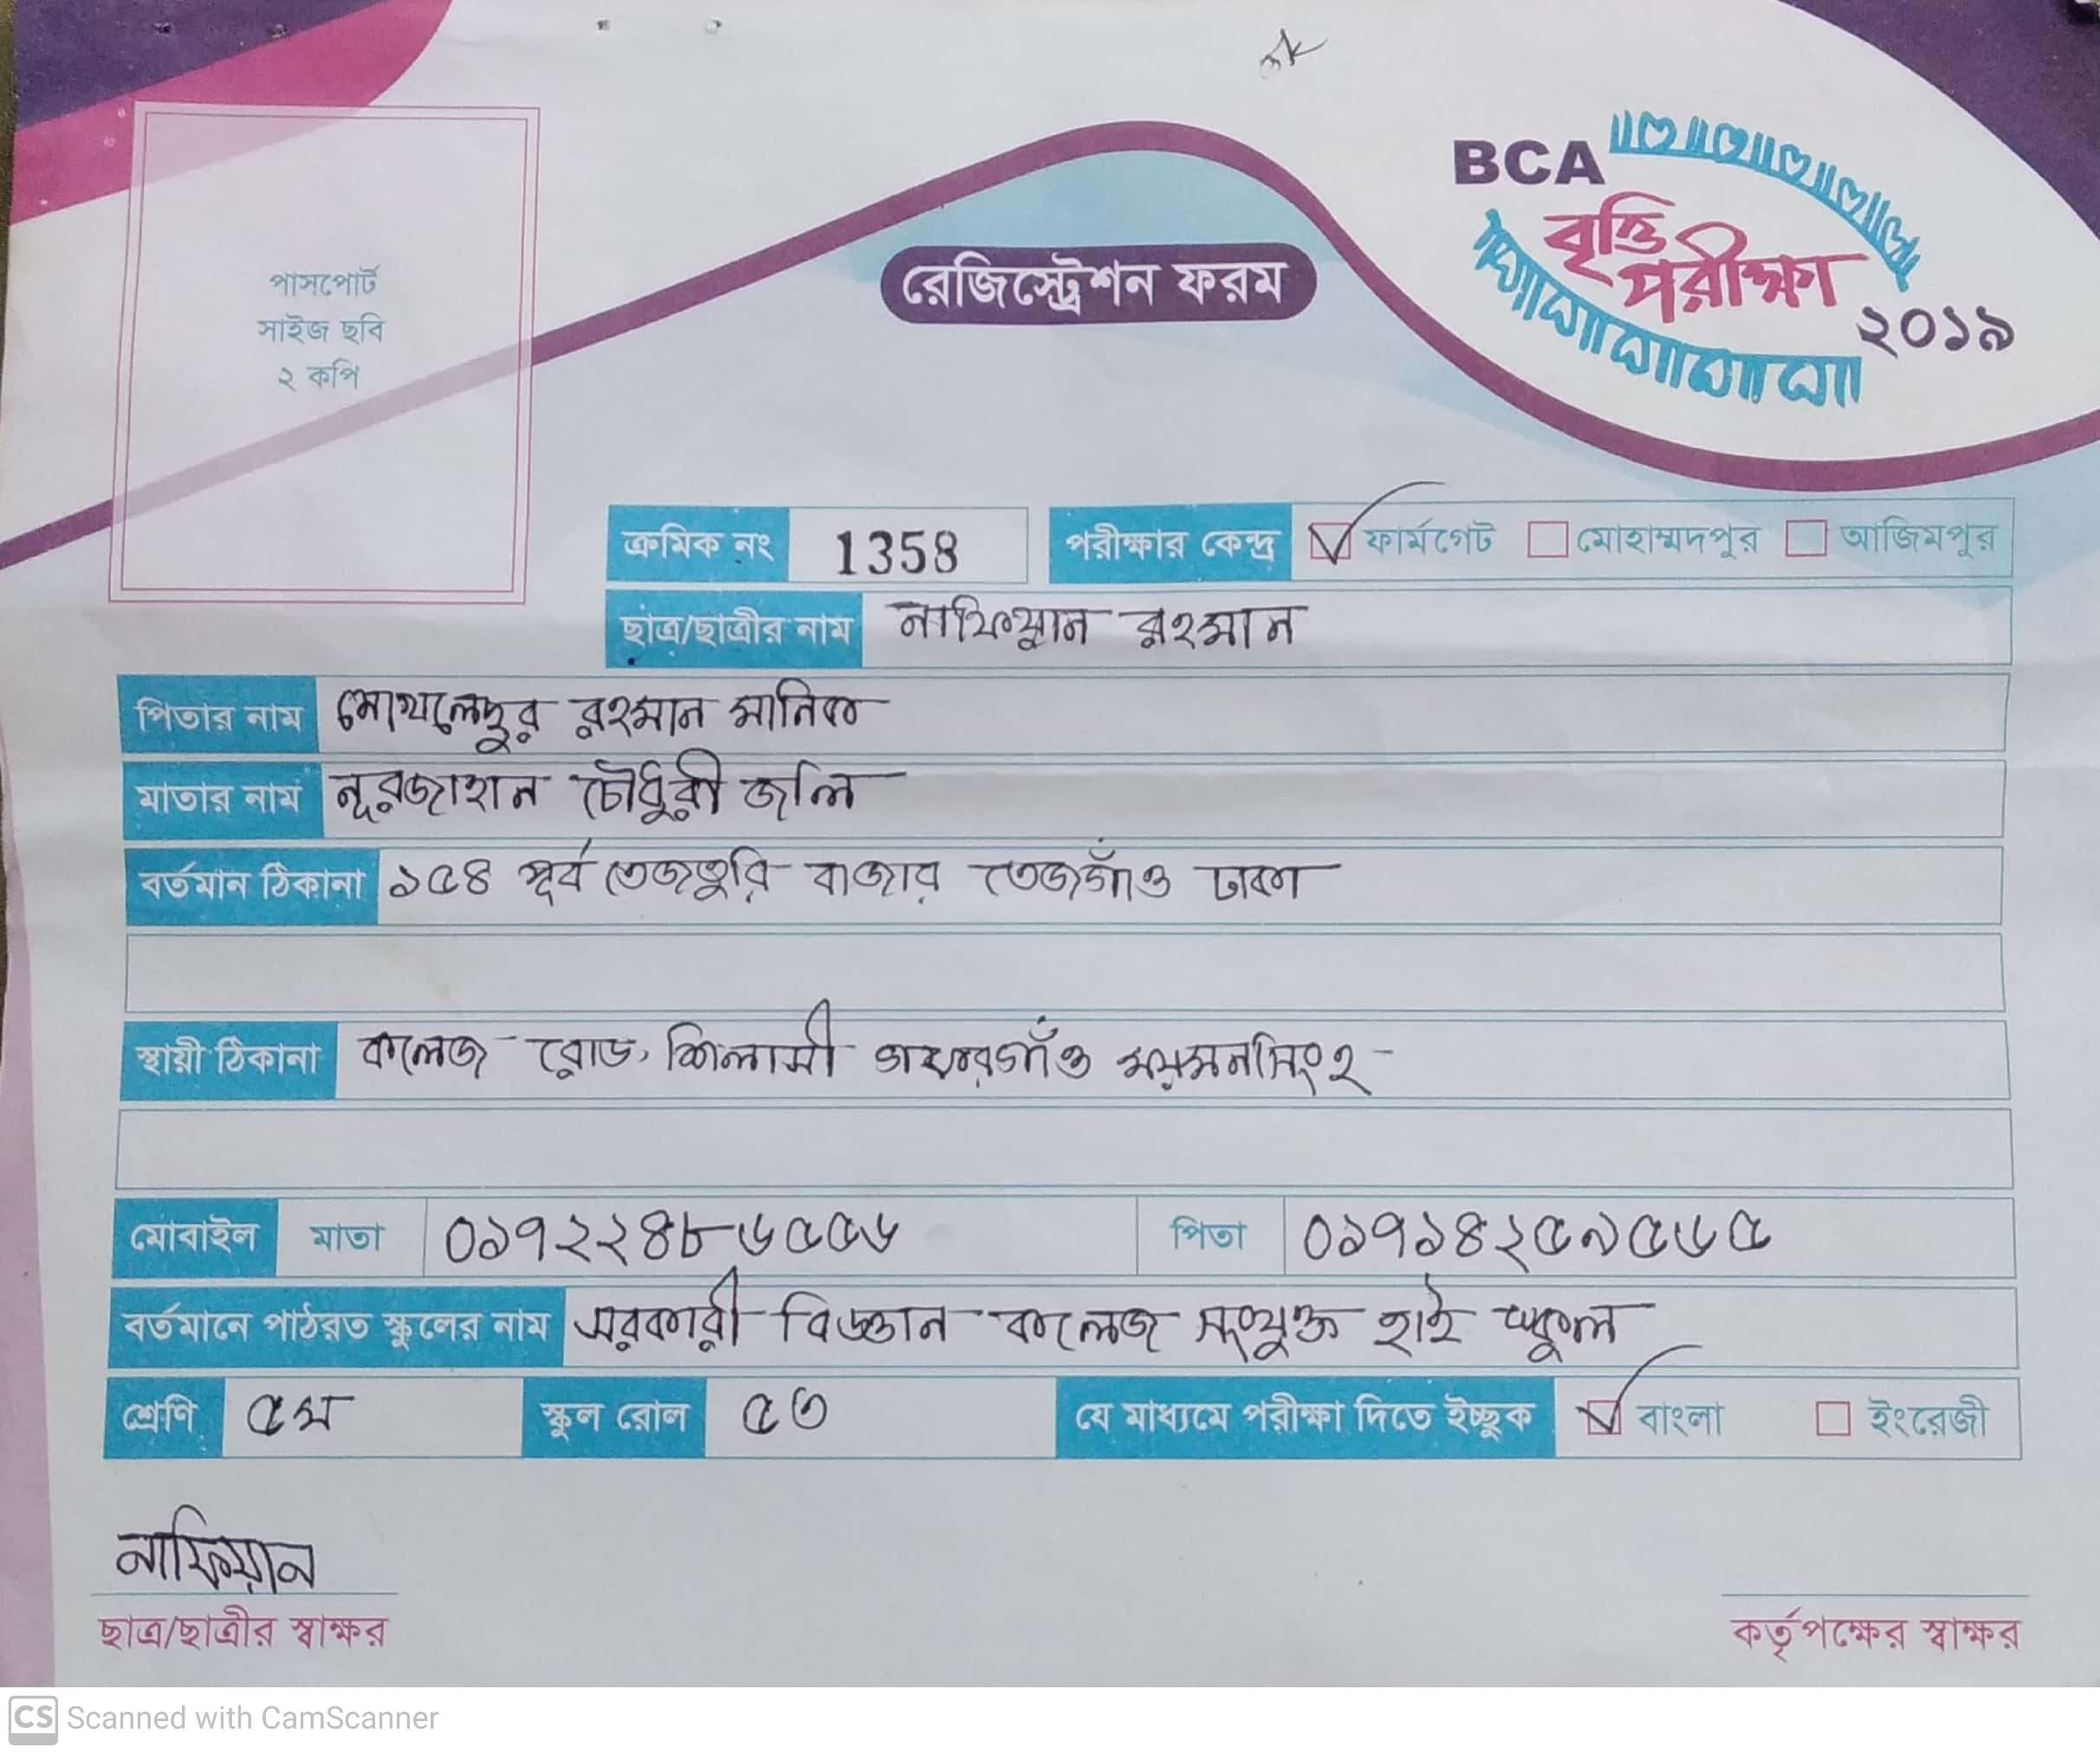 ok
BCA
বৃত্তি
পরীক্ষা
২০১৯
রেজিস্ট্রেশন ফরম
পাসপোর্ট
সাইজ ছবি
২ কপি
ক্রমিক নং 1358 পরীক্ষার কেন্দ্র ফার্মগেট মোহাম্মদপুর আজিমপুর
ছাত্র/ছাত্রীর নাম নাফিয়ান রহমান
পিতার নাম মোখলেছুর রহমান মানিক
মাতার নাম নূরজাহান চৌধুরী জলি
বর্তমান ঠিকানা ১৫৪ পূর্ব তেজতুরি বাজার তেজগাঁও ঢাকা
স্থায়ী ঠিকানা কলেজ রোড, শিলাসী গফরগাঁও ময়মনসিংহ
মোবাইল মাতা ০১৭২২৪৮৬৫৫৬ পিতা ০১৭১৪২৫৯৫৬৫
বর্তমানে পাঠরত স্কুলের নাম সরকারী বিজ্ঞান কলেজ সংযুক্ত হাই স্কুল
শ্রেণি ৫ম স্কুল রোল ৫৩ যে মাধ্যমে পরীক্ষা দিতে ইচ্ছুক বাংলা ইংরেজী
নাফিয়ান
ছাত্র/ছাত্রীর স্বাক্ষর কর্তৃপক্ষের স্বাক্ষর
CS Scanned with CamScanner